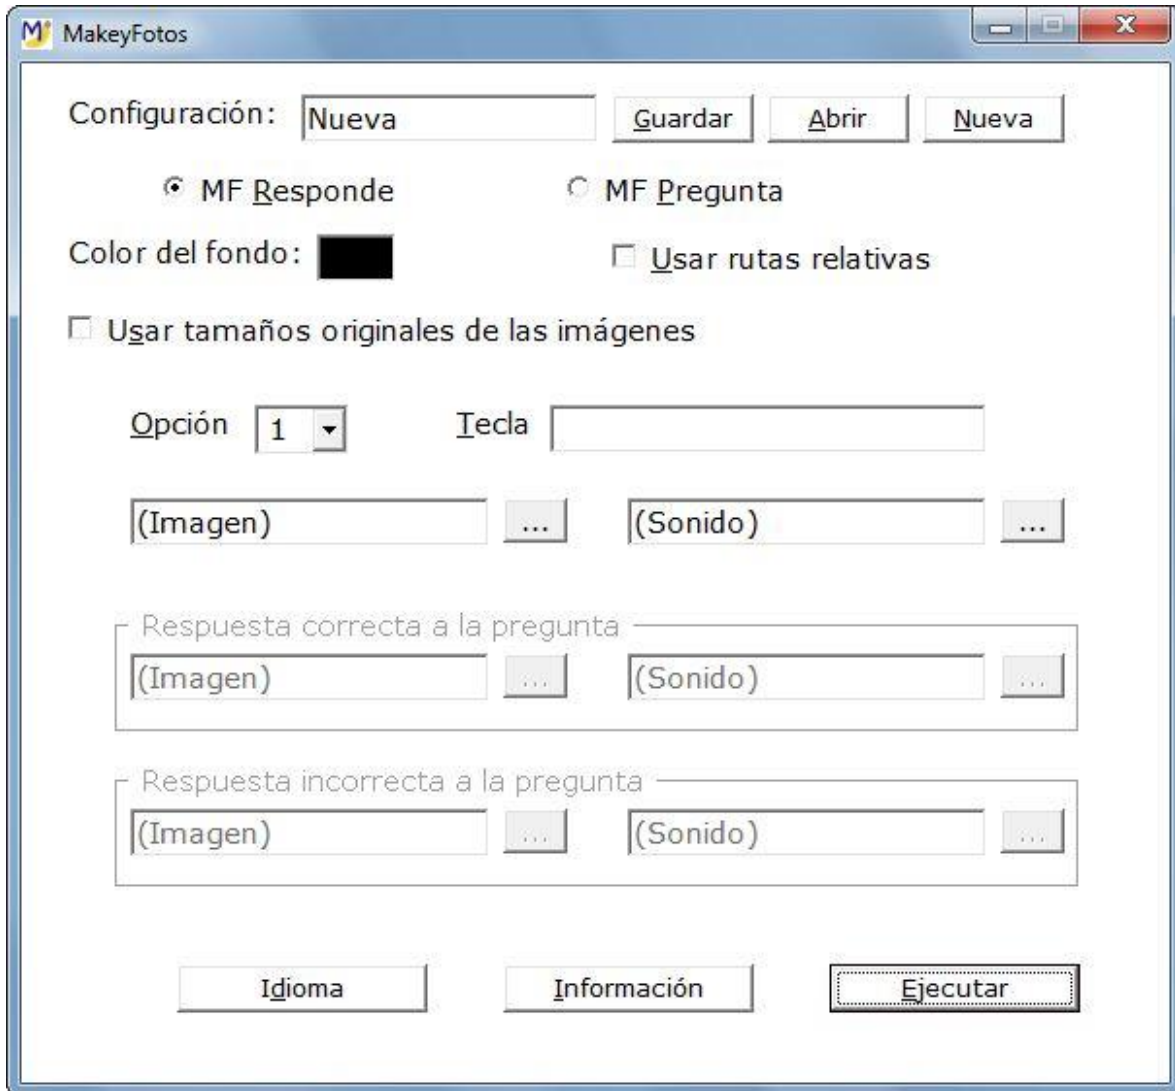 MakeyFotos
Configuración: Nueva Guardar Abrir Nueva
MF Responde MF Pregunta
Color del fondo: Usar rutas relativas
Usar tamaños originales de las imágenes
Opción 1 Tecla
(Imagen) ... (Sonido) ...
Respuesta correcta a la pregunta
(Imagen) ... (Sonido) ...
Respuesta incorrecta a la pregunta
(Imagen) ... (Sonido) ...
Idioma Información Ejecutar